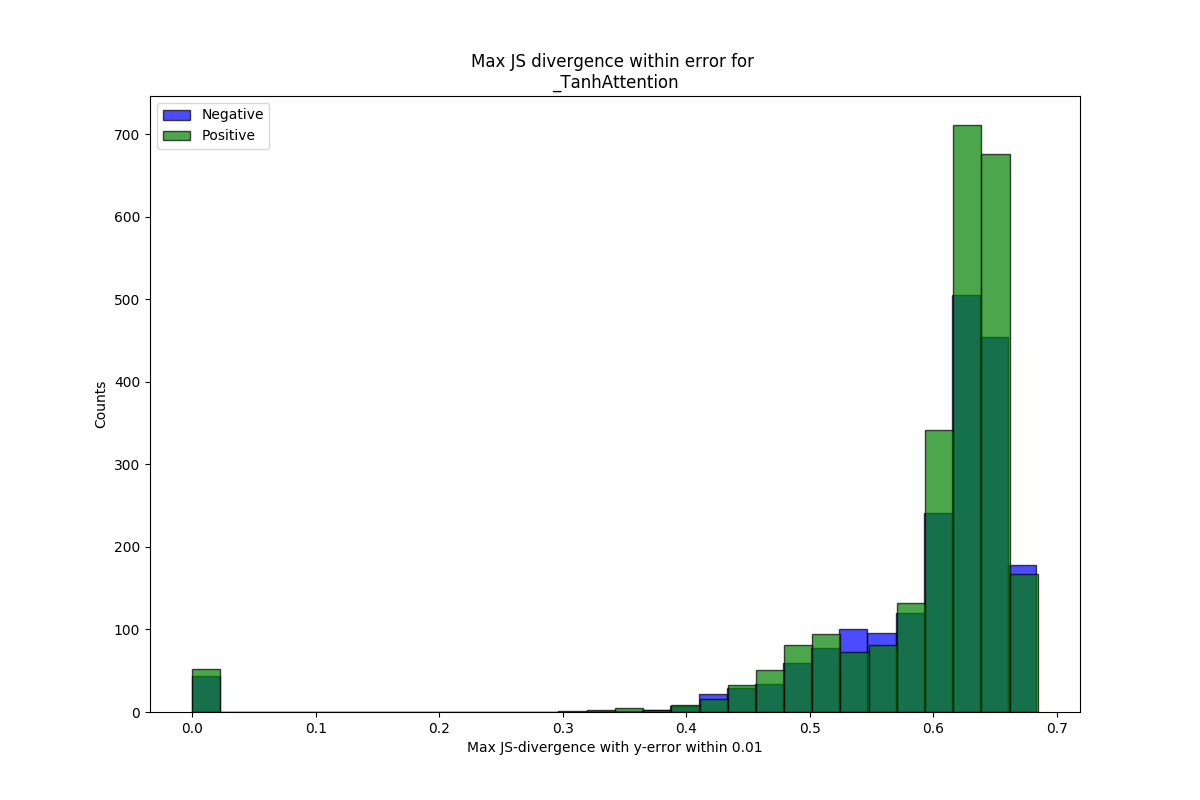 Max JS divergence within error for
_TanhAttention
Negative
Positive
700
600
500
400
300
200
100
0
Counts
0.0 0.1 0.2 0.3 0.4 0.5 0.6 0.7
Max JS-divergence with y-error within 0.01